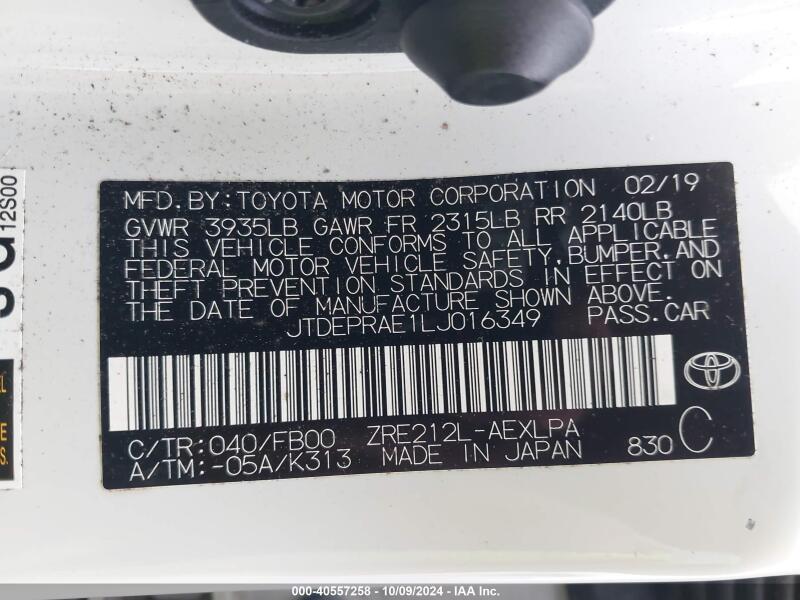 MFD.BY:TOYOTA MOTOR CORPORATION 02/19
GVWR 3935LB GAWR FR 2315LB RR 2140LB
THIS VEHICLE CONFORMS TO ALL APPLICABLE
FEDERAL MOTOR VEHICLE SAFETY,BUMPER,AND
THEFT PREVENTION STANDARDS IN EFFECT ON
THE DATE OF MANUFACTURE SHOWN ABOVE.
JTDEPRAE1LJ016349 PASS.CAR
C/TR:040/FB00 ZRE212L-AEXLPA
A/TM:-05A/K313 MADE IN JAPAN 830 C
12S00
000-40557258 - 10/09/2024 - IAA Inc.